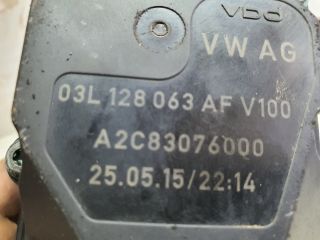 VDO
VW AG
03L 128 063 AF V100
A2C83076000
25.05.15/22:14